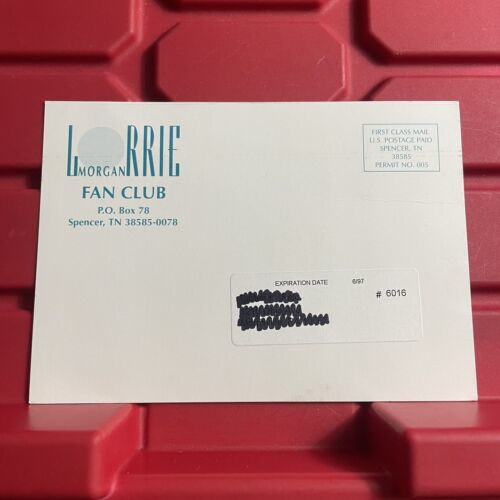 LORRIE
MORGAN
FAN CLUB
P.O. Box 78
Spencer, TN 38585-0078
FIRST CLASS MAIL
U.S. POSTAGE PAID
SPENCER, TN
38585
PERMIT NO. 005
EXPIRATION DATE 6/97
# 6016